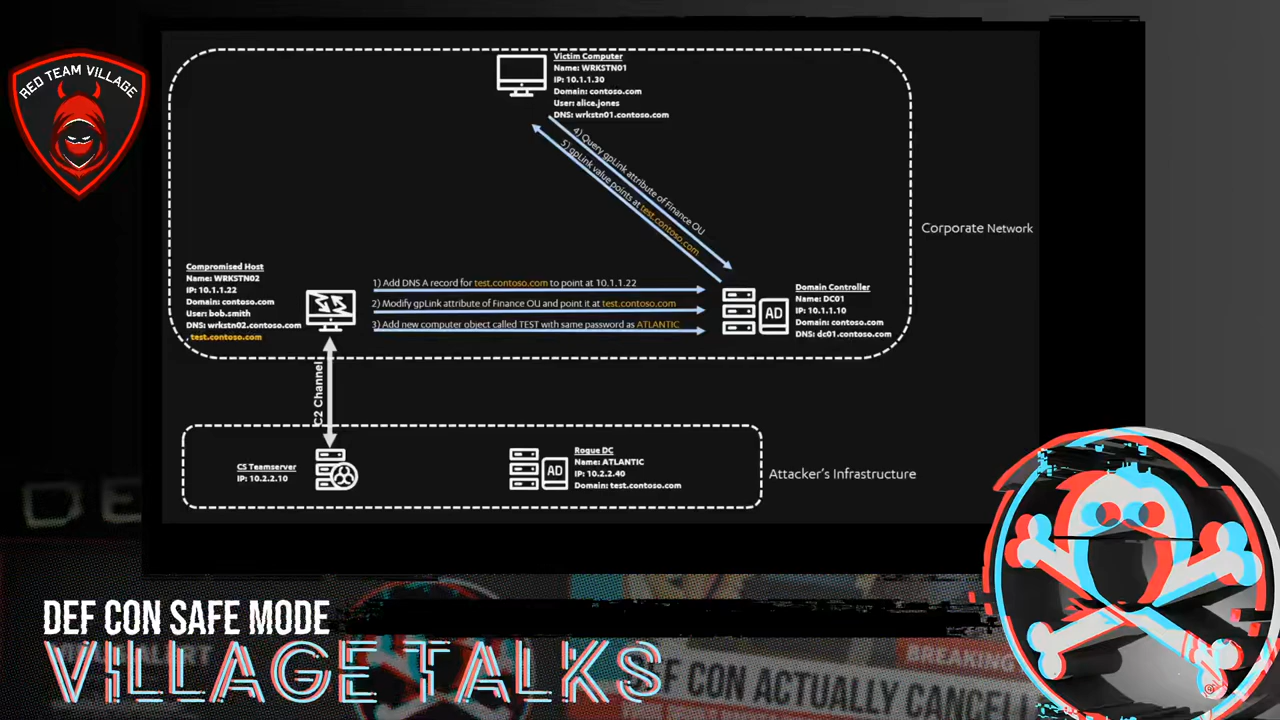 RED TEAM VILLAGE
Victim Computer
Name: WRKSTN01
IP: 10.1.1.30
Domain: contoso.com
User: alice.jones
DNS: wrkstn01.contoso.com
4) Query gpLink attribute of Finance OU
5) gpLink value points at test.contoso.com
Corporate Network
Compromised Host
Name: WRKSTN02
IP: 10.1.1.22
Domain: contoso.com
User: bob.smith
DNS: wrkstn02.contoso.com
test.contoso.com
1) Add DNS A record for test.contoso.com to point at 10.1.1.22
2) Modify gpLink attribute of Finance OU and point it at test.contoso.com
3) Add new computer object called TEST with same password as ATLANTIC
AD
Domain Controller
Name: DC01
IP: 10.1.1.10
Domain: contoso.com
DNS: dc01.contoso.com
C2 Channel
CS Teamserver
IP: 10.2.2.10
AD
Rogue DC
Name: ATLANTIC
IP: 10.2.2.40
Domain: test.contoso.com
Attacker's Infrastructure
DEF CON SAFE MODE
VILLAGE TALKS
BREAKING
DEF CON ACTUALLY CANCELL